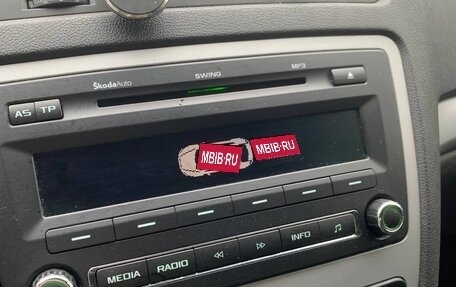 ŠkodaAuto SWING MP3
AS TP
MBIB.RU MBIB.RU
MEDIA RADIO INFO